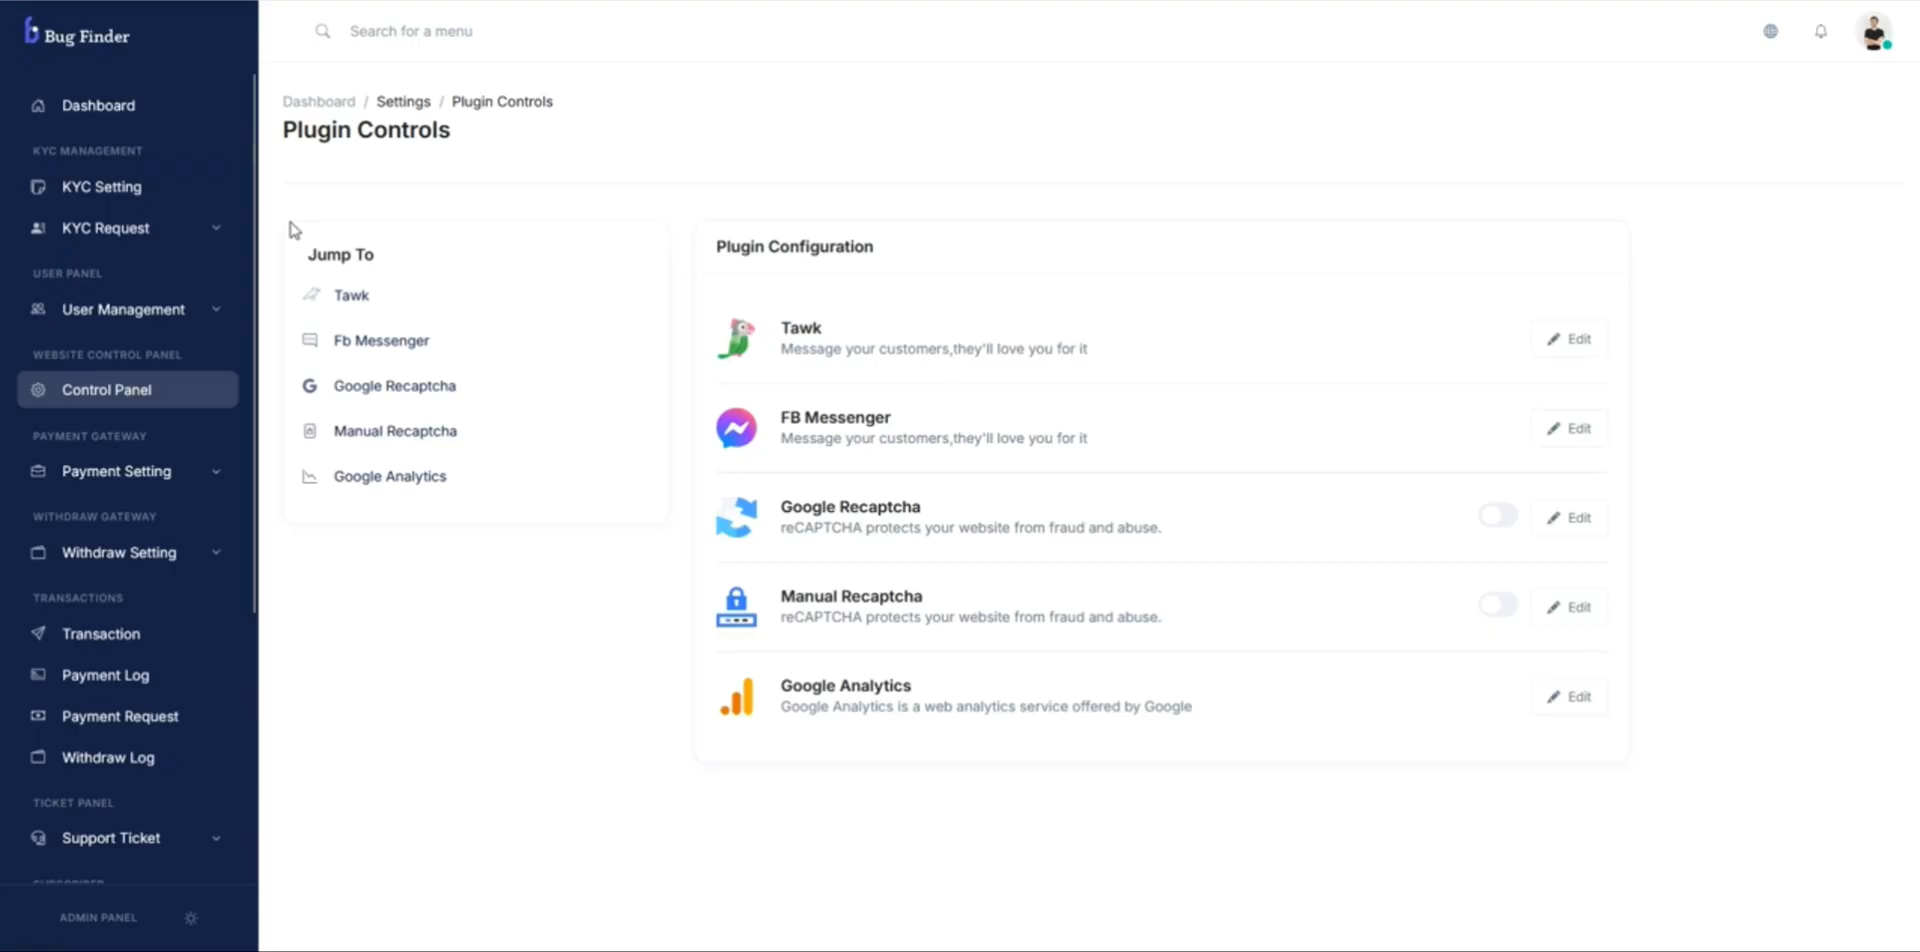 Bug Finder
Search for a menu
Dashboard
KYC MANAGEMENT
KYC Setting
KYC Request
USER PANEL
User Management
WEBSITE CONTROL PANEL
Control Panel
PAYMENT GATEWAY
Payment Setting
WITHDRAW GATEWAY
Withdraw Setting
TRANSACTIONS
Transaction
Payment Log
Payment Request
Withdraw Log
TICKET PANEL
Support Ticket
ADMIN PANEL
Dashboard / Settings / Plugin Controls
Plugin Controls
Jump To
Tawk
Fb Messenger
Google Recaptcha
Manual Recaptcha
Google Analytics
Plugin Configuration
Tawk
Message your customers,they'll love you for it
Edit
FB Messenger
Message your customers,they'll love you for it
Edit
Google Recaptcha
reCAPTCHA protects your website from fraud and abuse.
Edit
Manual Recaptcha
reCAPTCHA protects your website from fraud and abuse.
Edit
Google Analytics
Google Analytics is a web analytics service offered by Google
Edit